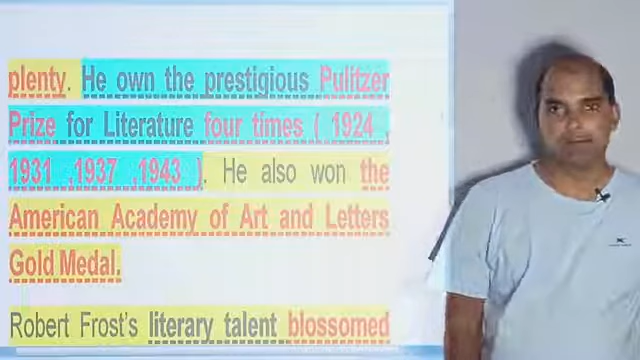 plenty. He own the prestigious Pulitzer
Prize for Literature four times ( 1924 ,
1931 ,1937 ,1943 ). He also won the
American Academy of Art and Letters
Gold Medal.
Robert Frost's literary talent blossomed